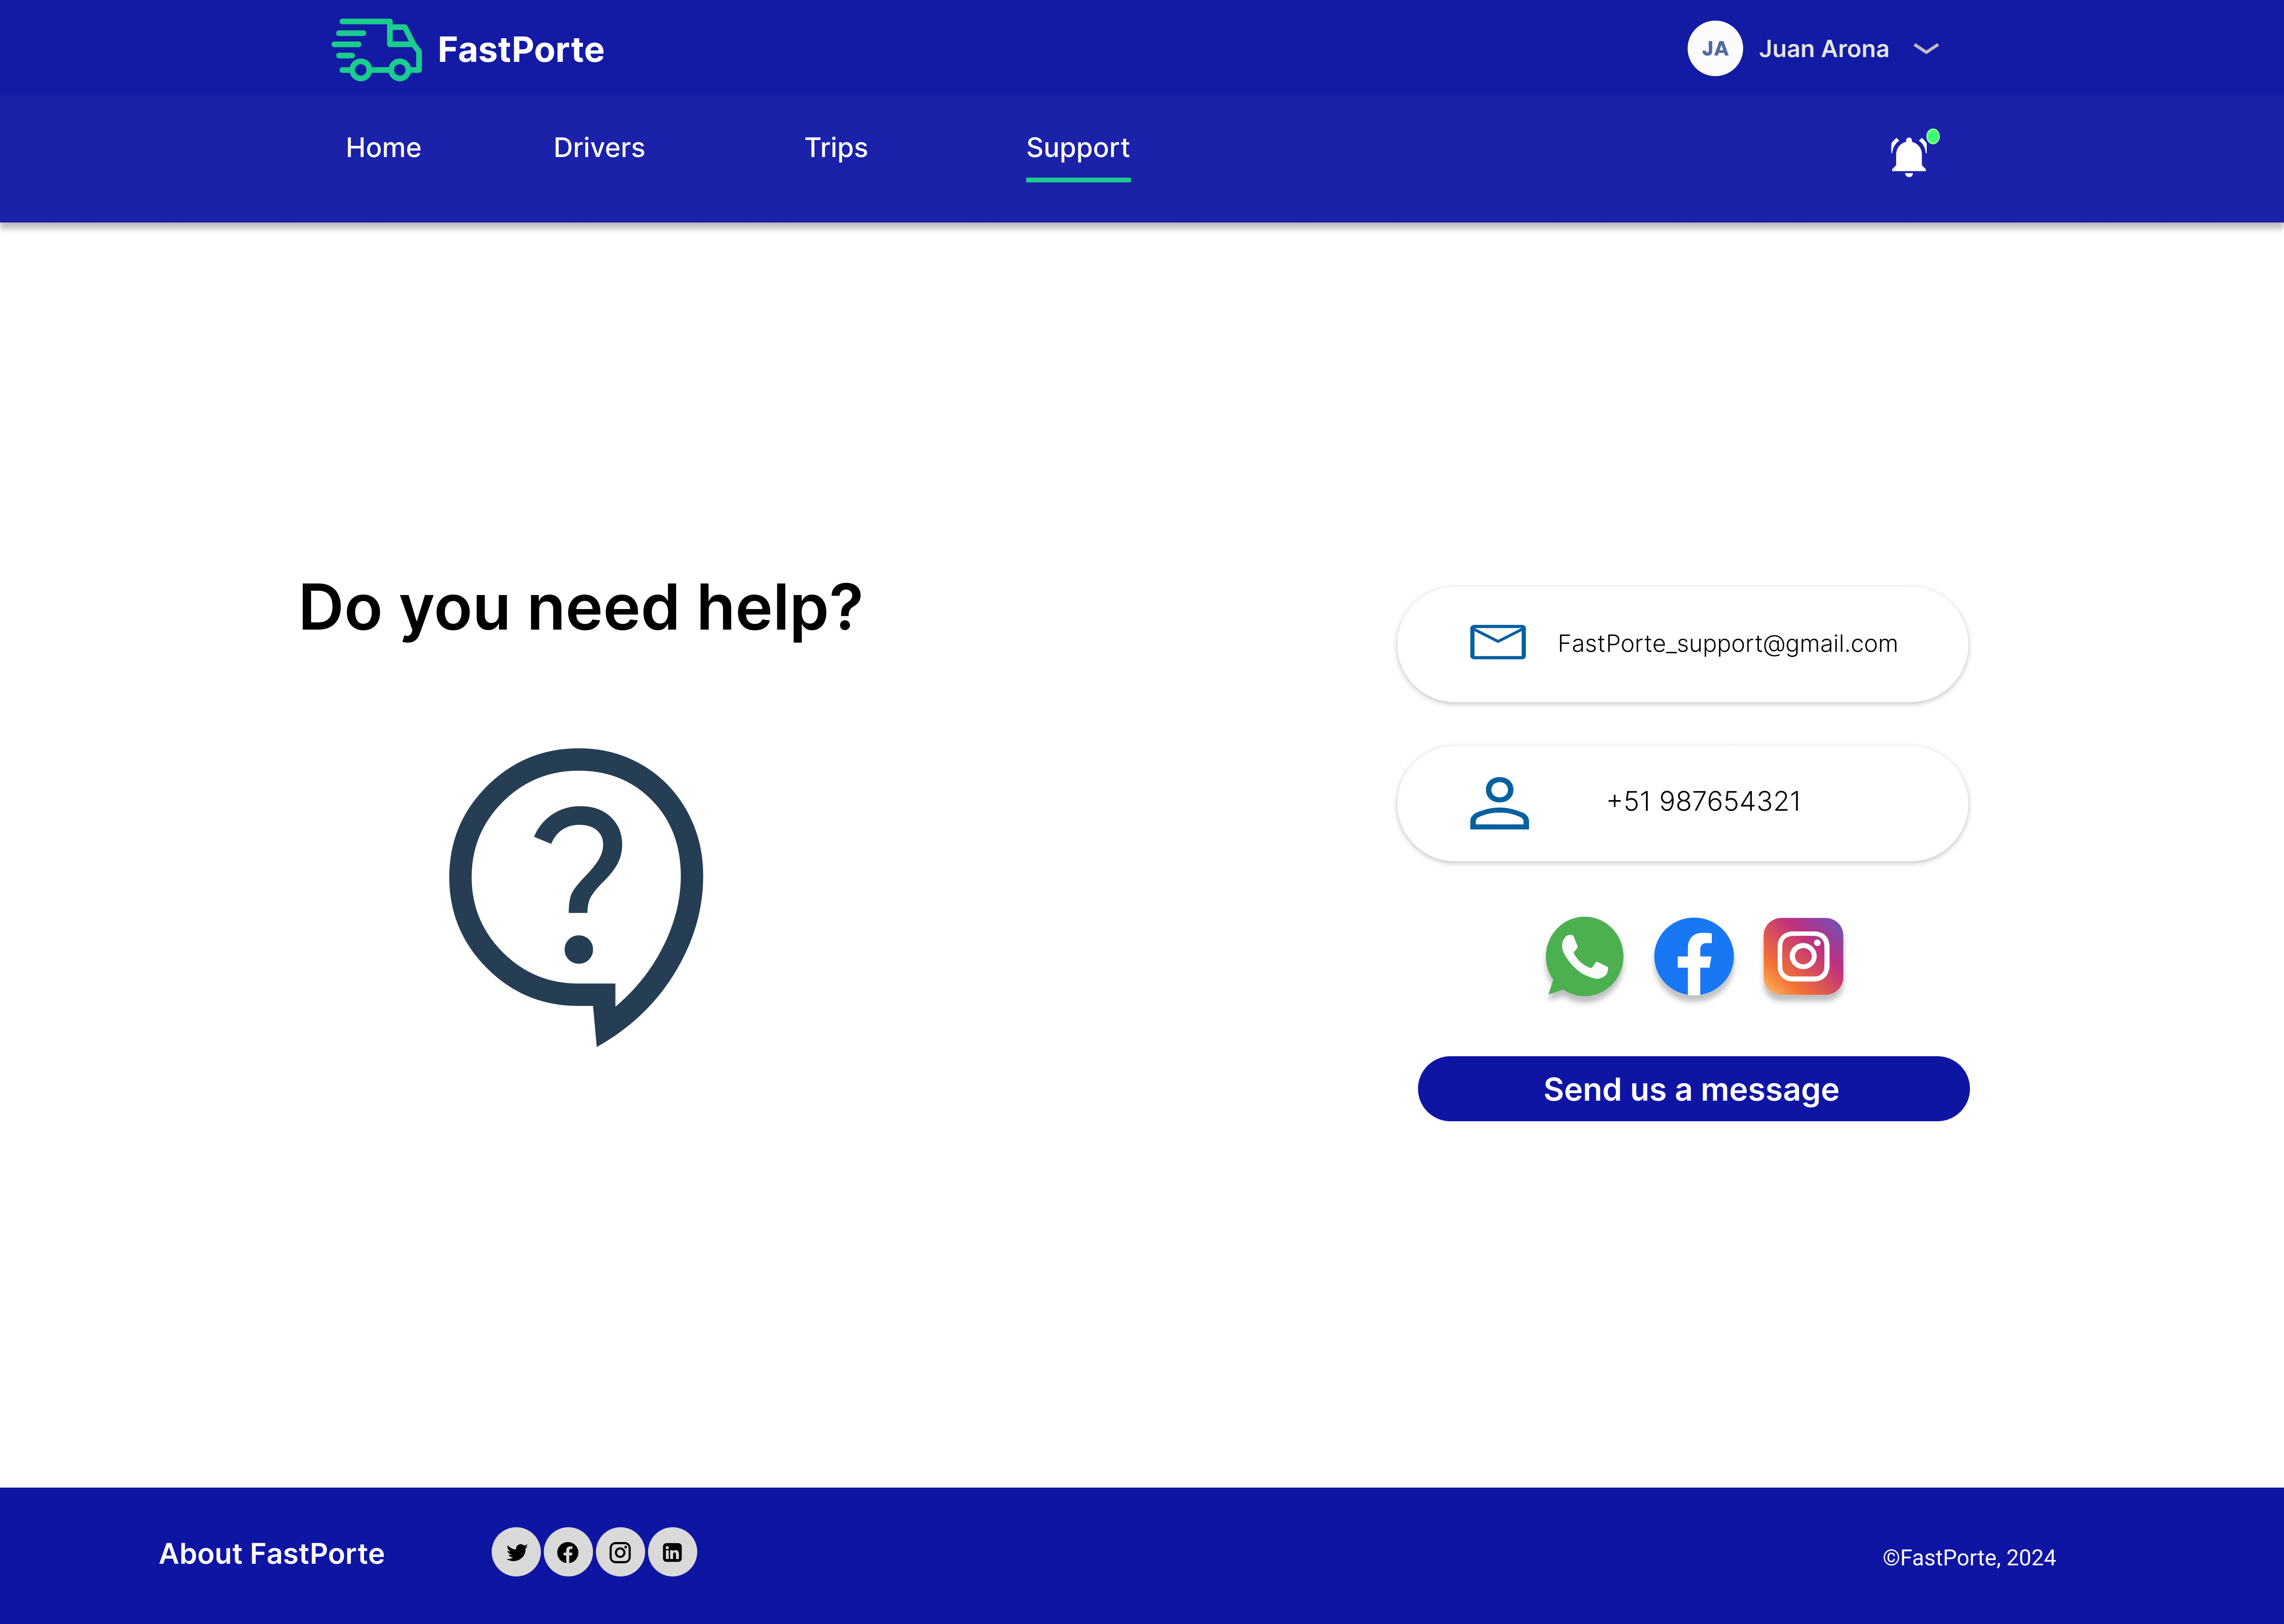 FastPorte
JA Juan Arona
Home Drivers Trips Support
Do you need help?
FastPorte_support@gmail.com
+51 987654321
Send us a message
About FastPorte
©FastPorte, 2024